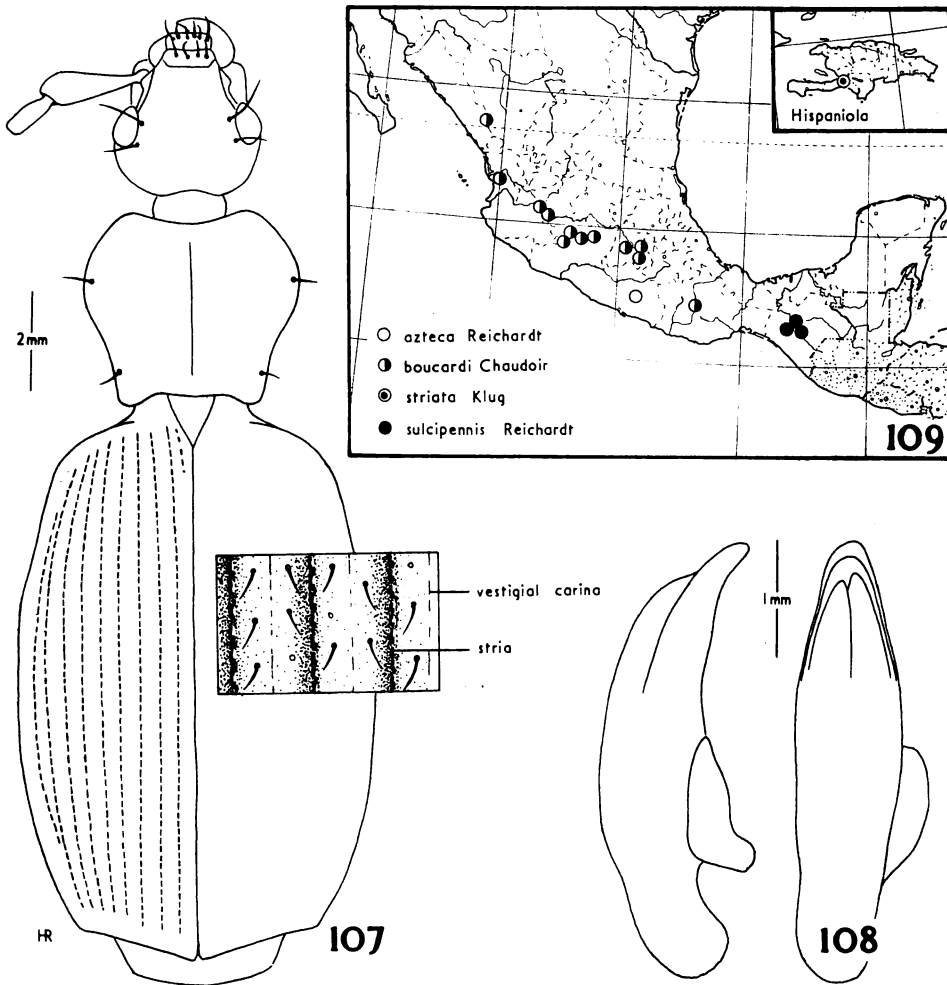 2mm
vestigial carina
stria
HR
107
Hispaniola
azteca Reichardt
boucardi Chaudoir
striata Klug
sulcipennis Reichardt
109
1mm
108